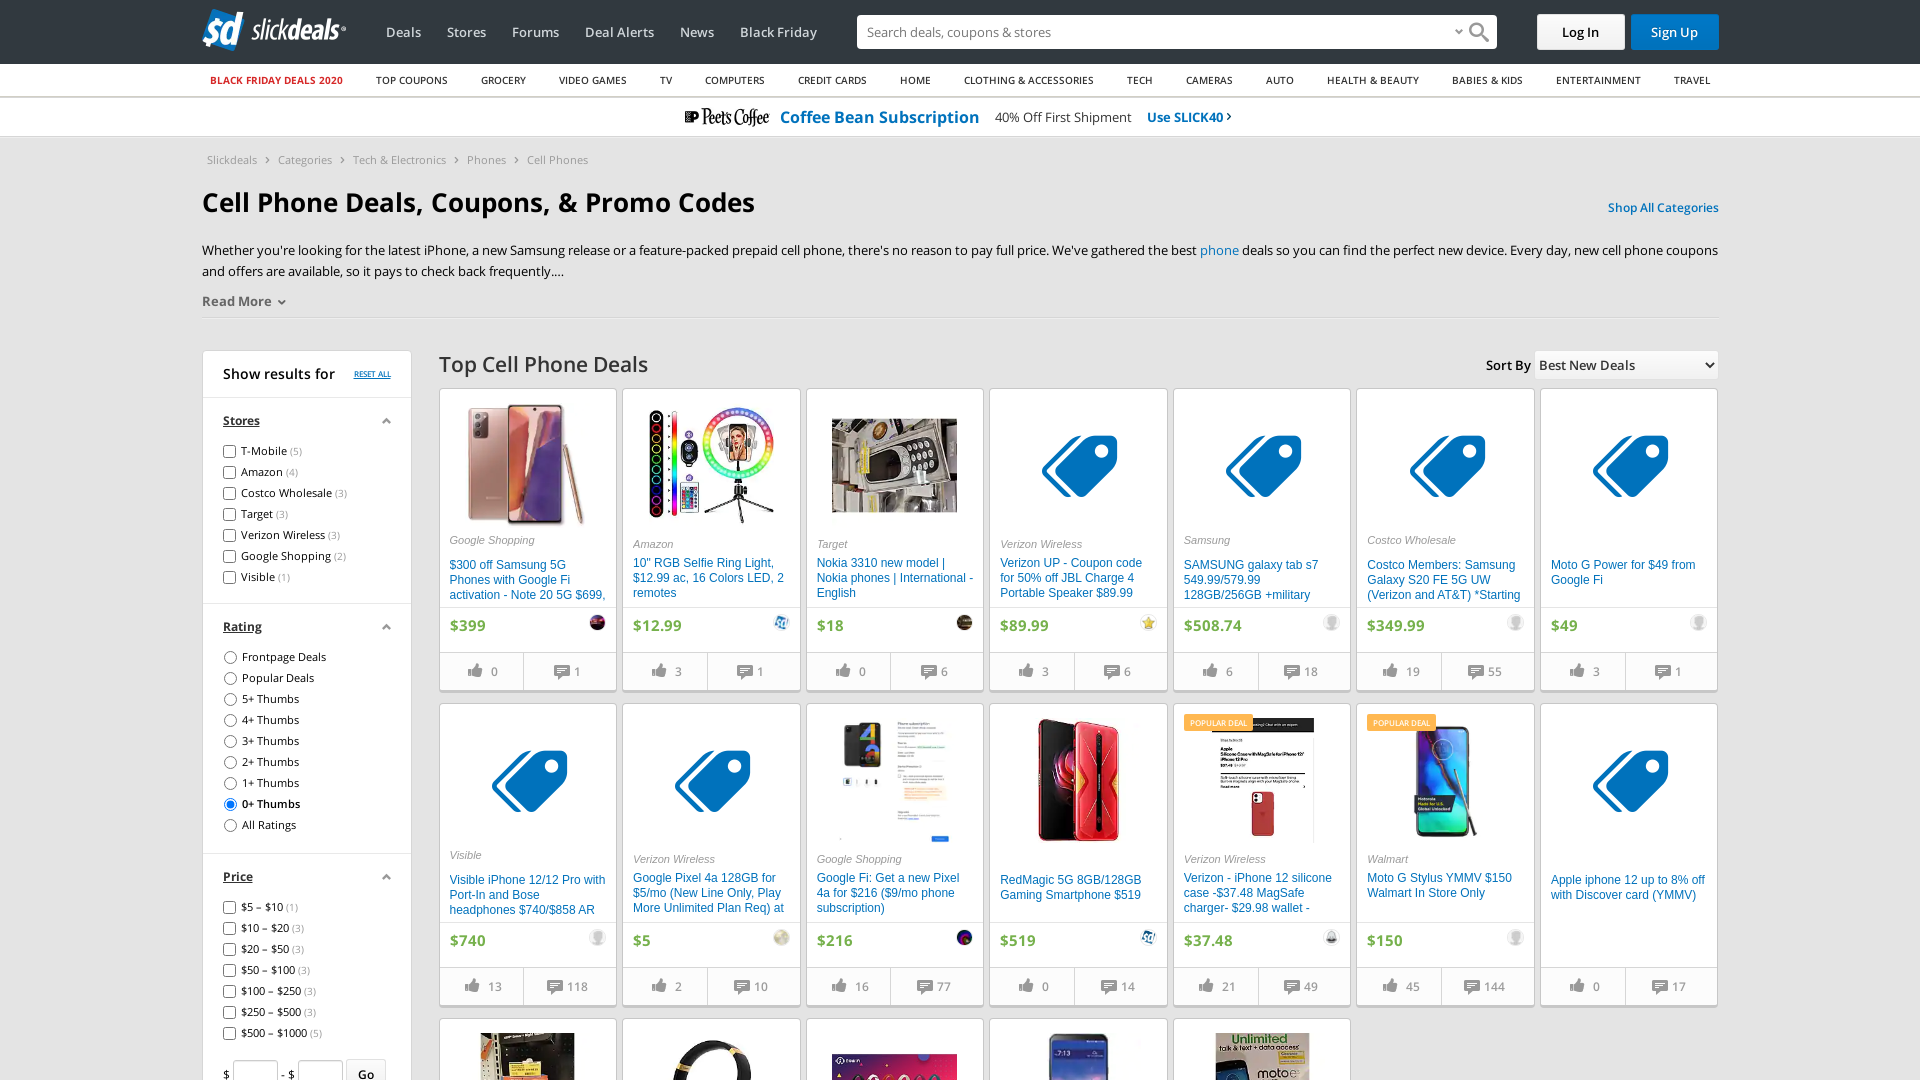 sd slickdeals
Deals
Stores
Forums
Deal Alerts
News
Black Friday
Search deals, coupons & stores
Log In
Sign Up
BLACK FRIDAY DEALS 2020
TOP COUPONS
GROCERY
VIDEO GAMES
TV
COMPUTERS
CREDIT CARDS
HOME
CLOTHING & ACCESSORIES
TECH
CAMERAS
AUTO
HEALTH & BEAUTY
BABIES & KIDS
ENTERTAINMENT
TRAVEL
Peet's Coffee
Coffee Bean Subscription
40% Off First Shipment
Use SLICK40
Slickdeals > Categories > Tech & Electronics > Phones > Cell Phones
Cell Phone Deals, Coupons, & Promo Codes
Shop All Categories
Whether you're looking for the latest iPhone, a new Samsung release or a feature-packed prepaid cell phone, there's no reason to pay full price. We've gathered the best phone deals so you can find the perfect new device. Every day, new cell phone coupons
and offers are available, so it pays to check back frequently....
Read More
Show results for
RESET ALL
Stores
T-Mobile (5)
Amazon (4)
Costco Wholesale (3)
Target (3)
Verizon Wireless (3)
Google Shopping (2)
Visible (1)
Rating
Frontpage Deals
Popular Deals
5+ Thumbs
4+ Thumbs
3+ Thumbs
2+ Thumbs
1+ Thumbs
0+ Thumbs
All Ratings
Price
$5 – $10 (1)
$10 – $20 (3)
$20 – $50 (3)
$50 – $100 (3)
$100 – $250 (3)
$250 – $500 (3)
$500 – $1000 (5)
$ - $ Go
Top Cell Phone Deals
Sort By Best New Deals
Google Shopping
$300 off Samsung 5G
Phones with Google Fi
activation - Note 20 5G $699,
$399
0
1
Amazon
10" RGB Selfie Ring Light,
$12.99 ac, 16 Colors LED, 2
remotes
$12.99
3
1
Target
Nokia 3310 new model |
Nokia phones | International -
English
$18
0
6
Verizon Wireless
Verizon UP - Coupon code
for 50% off JBL Charge 4
Portable Speaker $89.99
$89.99
3
6
Samsung
SAMSUNG galaxy tab s7
549.99/579.99
128GB/256GB +military
$508.74
6
18
Costco Wholesale
Costco Members: Samsung
Galaxy S20 FE 5G UW
(Verizon and AT&T) *Starting
$349.99
19
55
Moto G Power for $49 from
Google Fi
$49
3
1
Visible
Visible iPhone 12/12 Pro with
Port-In and Bose
headphones $740/$858 AR
$740
13
118
Verizon Wireless
Google Pixel 4a 128GB for
$5/mo (New Line Only, Play
More Unlimited Plan Req) at
$5
2
10
Google Shopping
Google Fi: Get a new Pixel
4a for $216 ($9/mo phone
subscription)
$216
16
77
RedMagic 5G 8GB/128GB
Gaming Smartphone $519
$519
0
14
POPULAR DEAL
Verizon Wireless
Verizon - iPhone 12 silicone
case -$37.48 MagSafe
charger- $29.98 wallet -
$37.48
21
49
POPULAR DEAL
Walmart
Moto G Stylus YMMV $150
Walmart In Store Only
$150
45
144
Apple iphone 12 up to 8% off
with Discover card (YMMV)
0
17
7:13
Unlimited
talk & text + data access
moto e